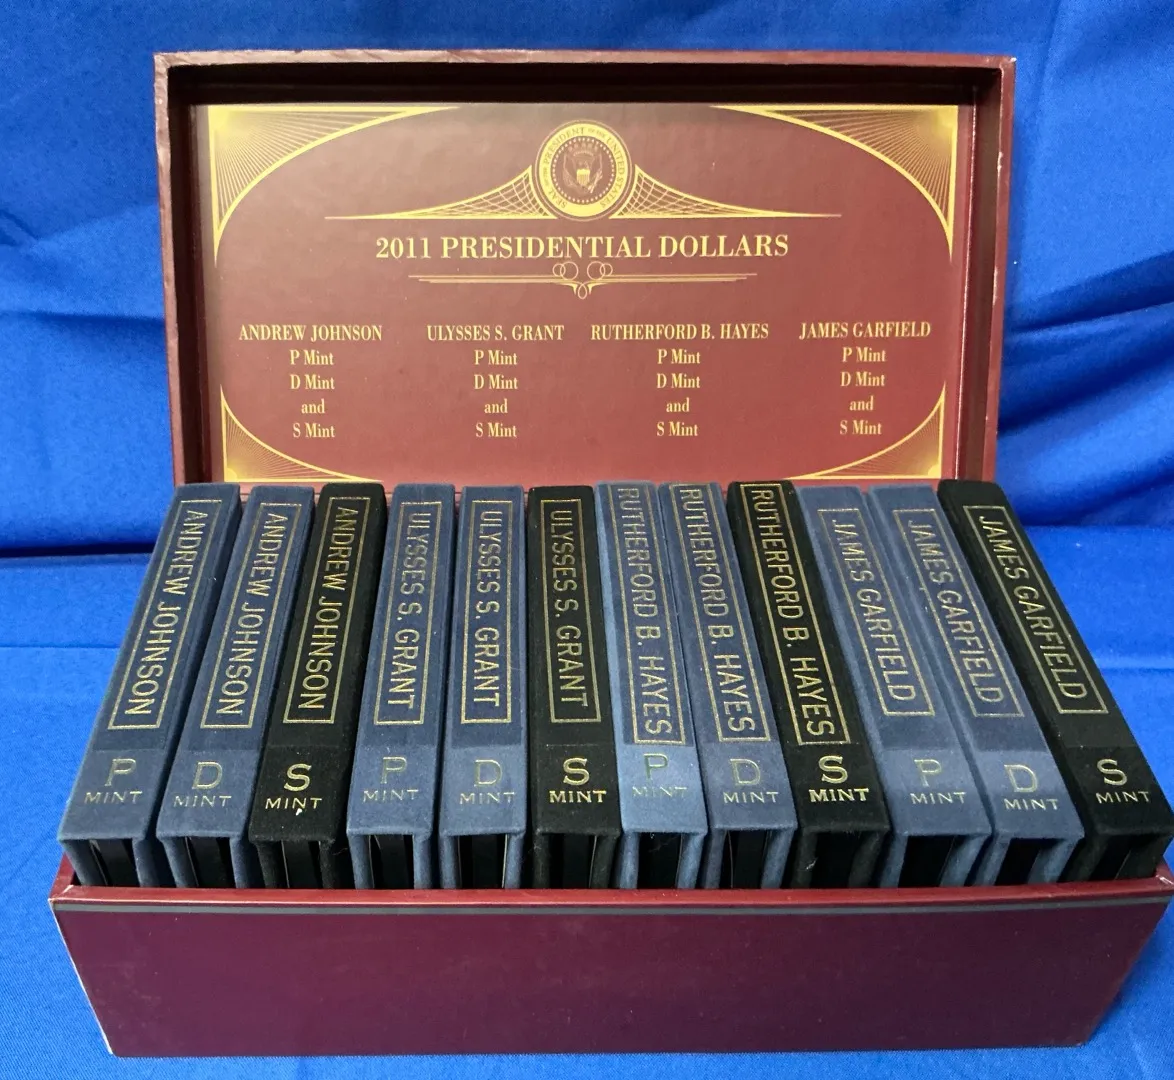 SEAL OF THE PRESIDENT OF THE UNITED STATES
2011 PRESIDENTIAL DOLLARS
ANDREW JOHNSON
P Mint
D Mint
and
S Mint
ULYSSES S. GRANT
P Mint
D Mint
and
S Mint
RUTHERFORD B. HAYES
P Mint
D Mint
and
S Mint
JAMES GARFIELD
P Mint
D Mint
and
S Mint
ANDREW JOHNSON
P
MINT
ANDREW JOHNSON
D
MINT
ANDREW JOHNSON
S
MINT
ULYSSES S. GRANT
P
MINT
ULYSSES S. GRANT
D
MINT
ULYSSES S. GRANT
S
MINT
RUTHERFORD B. HAYES
P
MINT
RUTHERFORD B. HAYES
D
MINT
RUTHERFORD B. HAYES
S
MINT
JAMES GARFIELD
P
MINT
JAMES GARFIELD
D
MINT
JAMES GARFIELD
S
MINT